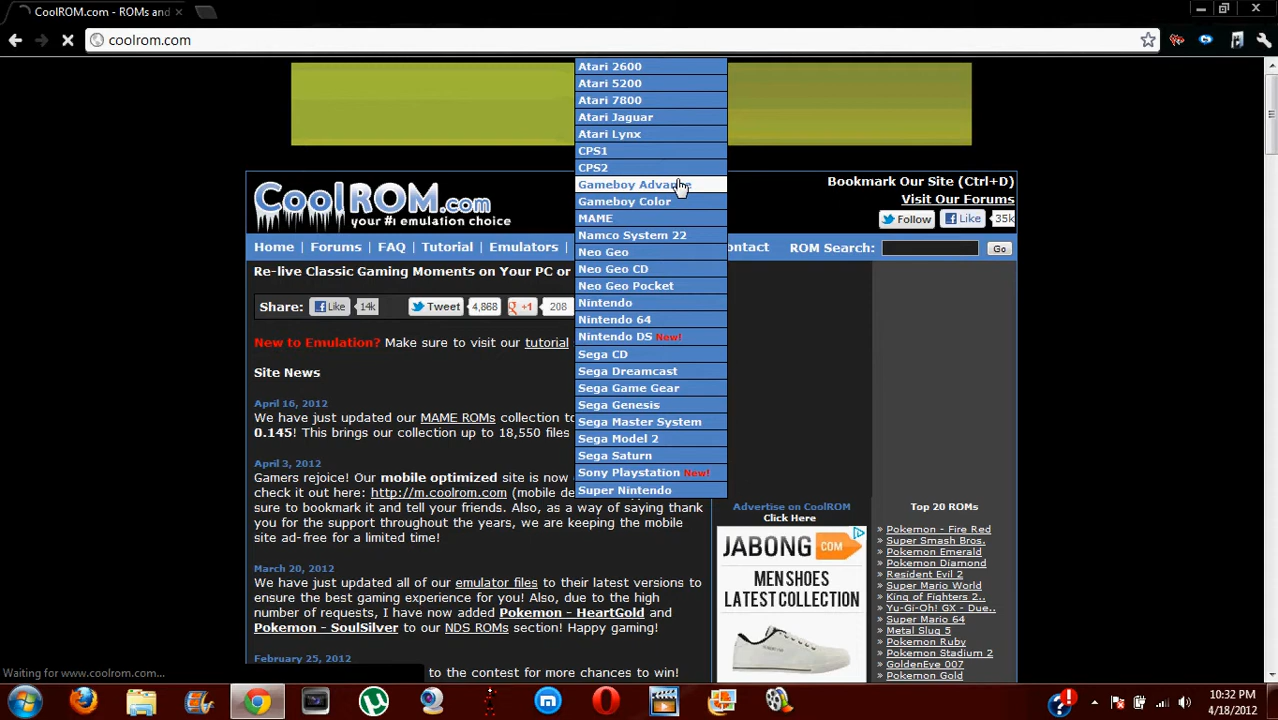 CoolROM.com - ROMs and
coolrom.com
Atari 2600
Atari 5200
Atari 7800
Atari Jaguar
Atari Lynx
CPS1
CPS2
Gameboy Advance
Gameboy Color
MAME
Namco System 22
Neo Geo
Neo Geo CD
Neo Geo Pocket
Nintendo
Nintendo 64
Nintendo DS New!
Sega CD
Sega Dreamcast
Sega Game Gear
Sega Genesis
Sega Master System
Sega Model 2
Sega Saturn
Sony Playstation New!
Super Nintendo
CoolROM.com
your #1 emulation choice
Bookmark Our Site (Ctrl+D)
Visit Our Forums
Follow Like 35k
Home Forums FAQ Tutorial Emulators ROM Search: Go
Re-live Classic Gaming Moments on Your PC or
Share: Like 14k Tweet 4,868 +1 208
New to Emulation? Make sure to visit our tutorial
Site News
April 16, 2012
We have just updated our MAME ROMs collection to
0.145! This brings our collection up to 18,550 files
April 3, 2012
Gamers rejoice! Our mobile optimized site is now
check it out here: http://m.coolrom.com (mobile de
sure to bookmark it and tell your friends. Also, as a way of saying thank
you for the support throughout the years, we are keeping the mobile
site ad-free for a limited time!
March 20, 2012
We have just updated all of our emulator files to their latest versions to
ensure the best gaming experience for you! Also, due to the high
number of requests, I have now added Pokemon - HeartGold and
Pokemon - SoulSilver to our NDS ROMs section! Happy gaming!
February 25, 2012
to the contest for more chances to win!
Advertise on CoolROM
Click Here
JABONG.COM
MEN SHOES
LATEST COLLECTION
Top 20 ROMs
» Pokemon - Fire Red
» Super Smash Bros.
» Pokemon Emerald
» Pokemon Diamond
» Resident Evil 2
» Super Mario World
» King of Fighters 2..
» Yu-Gi-Oh! GX - Due..
» Super Mario 64
» Metal Slug 5
» Pokemon Ruby
» Pokemon Stadium 2
» GoldenEye 007
» Pokemon Gold
Waiting for www.coolrom.com...
10:32 PM
4/18/2012